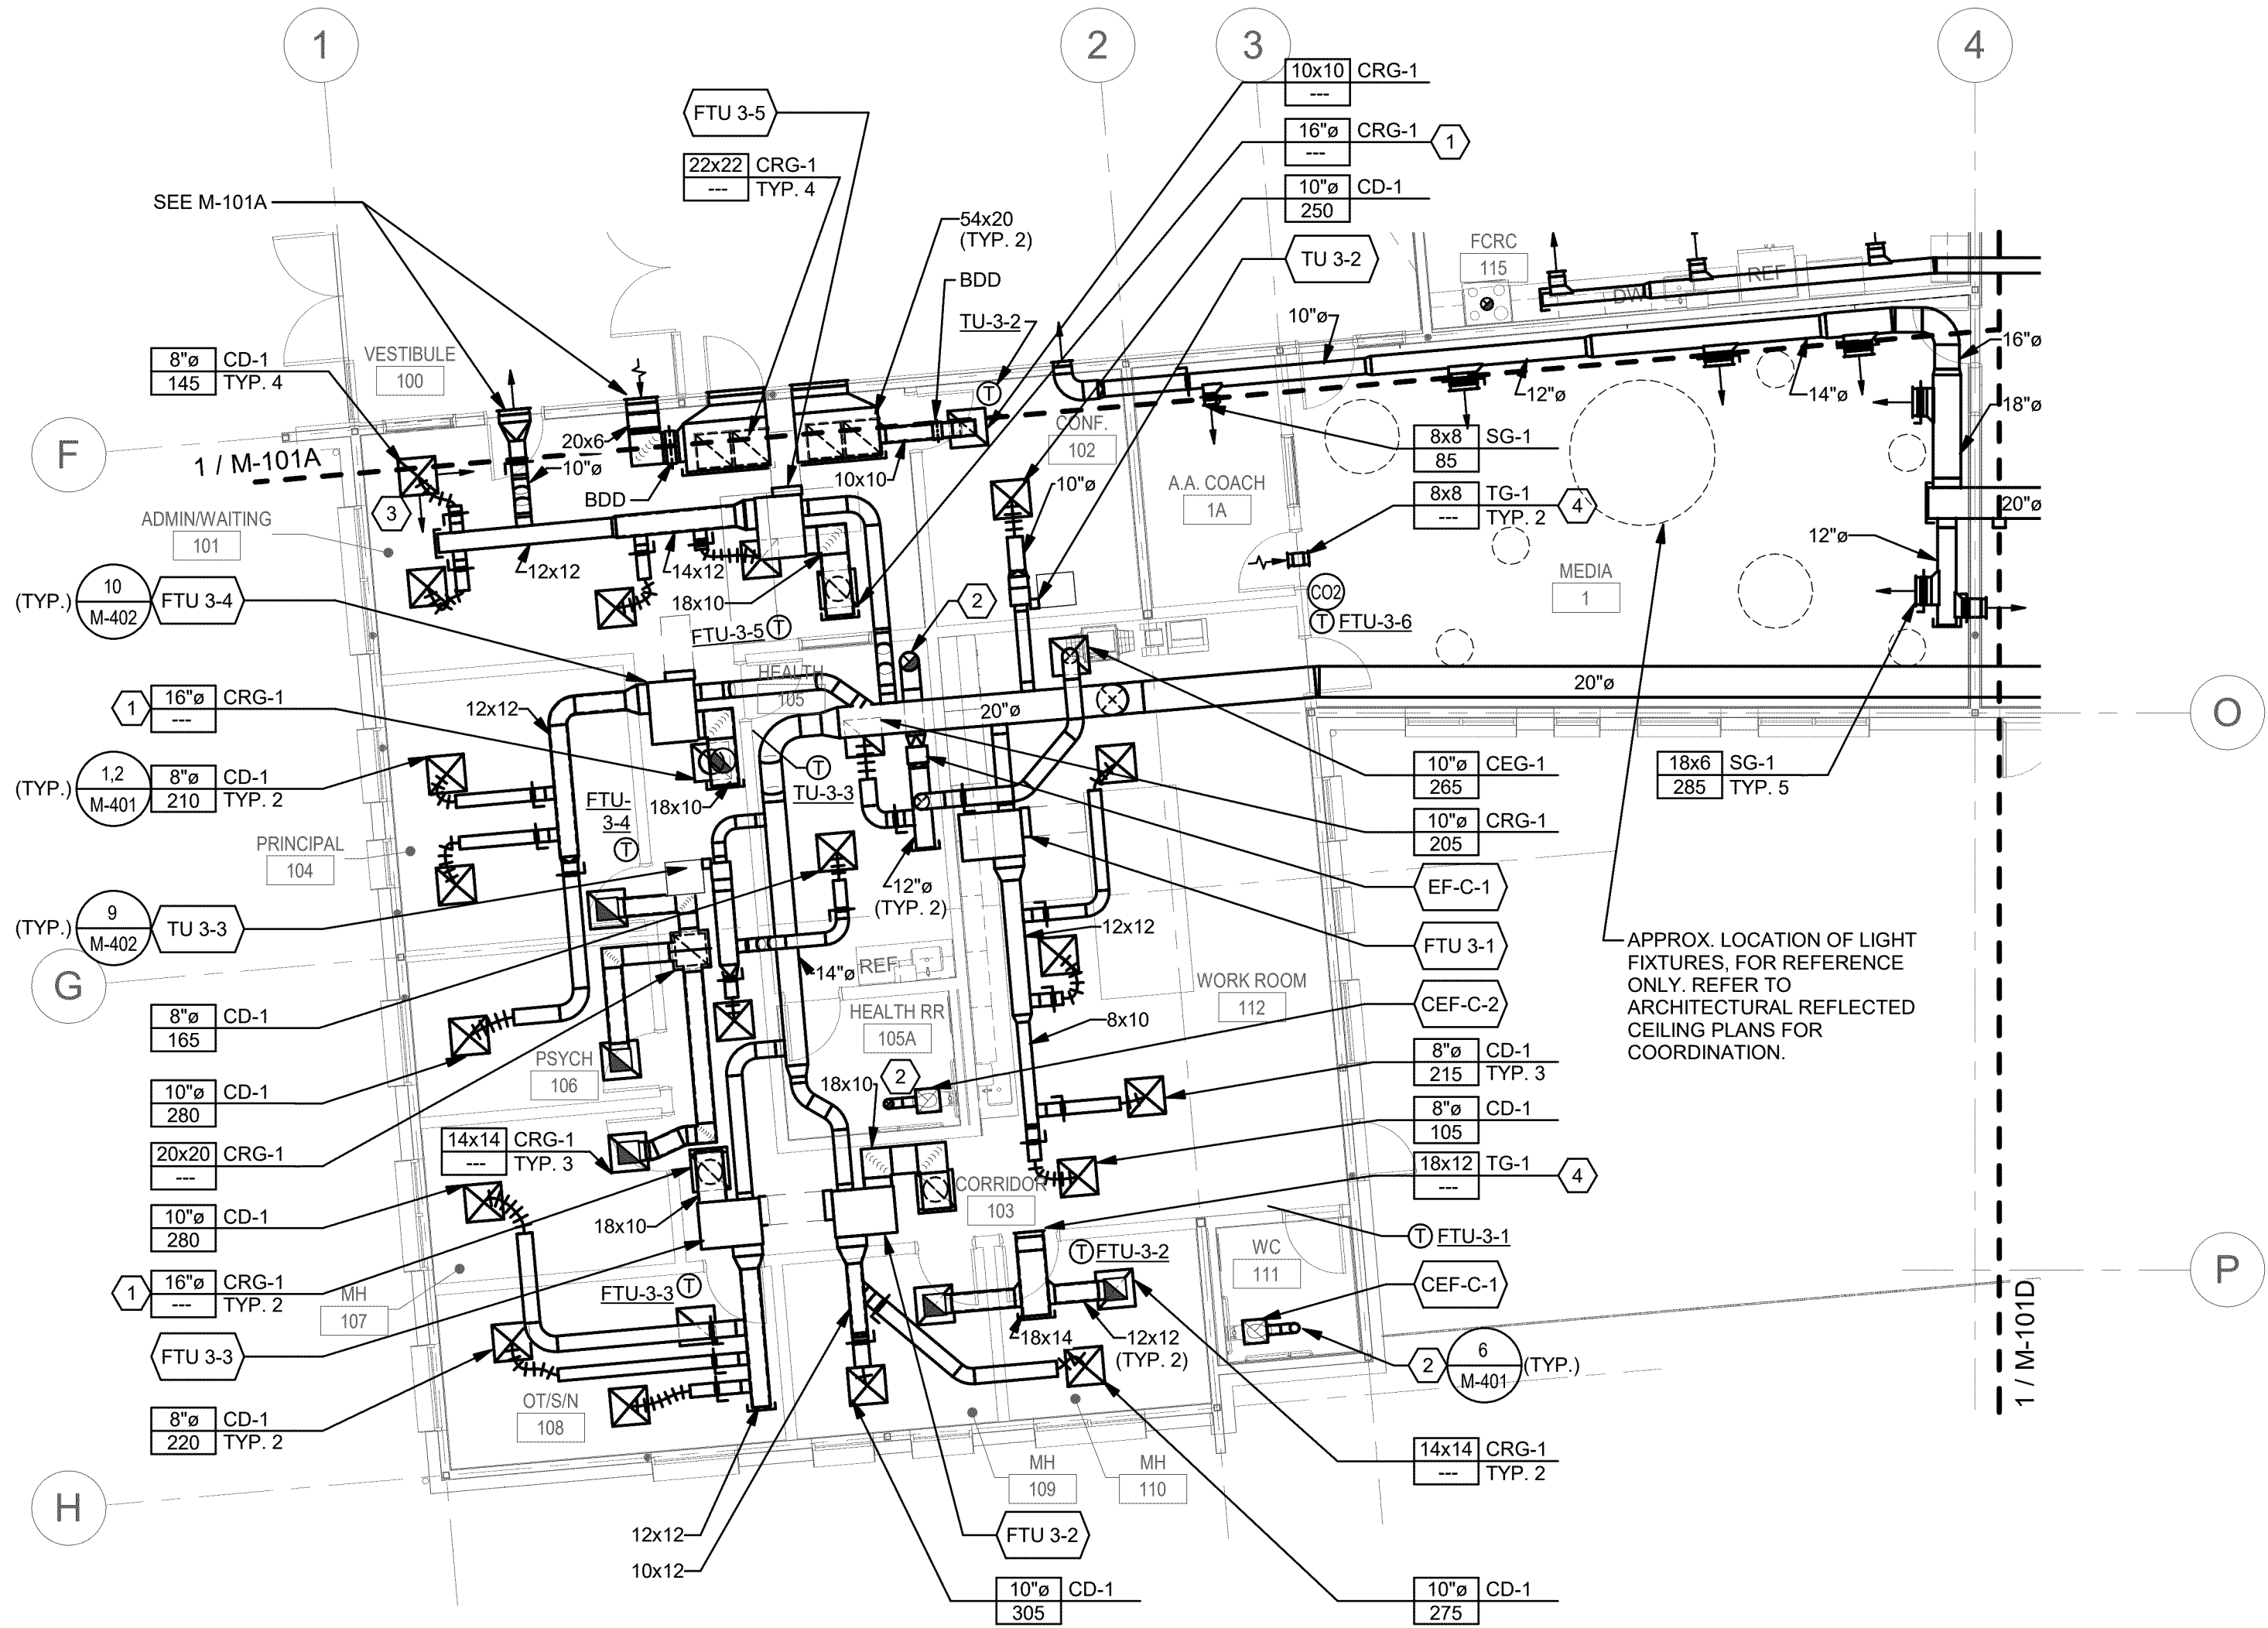 1
2
3
4
10x10 CRG-1
---
FTU 3-5
16"ø CRG-1
---
1
22x22 CRG-1
--- TYP. 4
10"ø CD-1
250
SEE M-101A
54x20
(TYP. 2)
TU 3-2
FCRC
115
REF
DW
BDD
TU-3-2
10"ø
16"ø
8"ø CD-1
145 TYP. 4
VESTIBULE
100
12"ø
14"ø
18"ø
F
1 / M-101A
20x6
10"ø
BDD
10x10
CONF.
102
8x8 SG-1
85
10"ø
A.A. COACH
1A
8x8 TG-1
--- TYP. 2
4
3
ADMIN/WAITING
101
20"ø
12"ø
12x12
14x12
MEDIA
1
(TYP.)
10
M-402
FTU 3-4
18x10
2
CO2
T FTU-3-6
FTU-3-5 T
T
HEALTH
105
1
16"ø CRG-1
---
12x12
20"ø
20"ø
O
(TYP.)
1,2
M-401
8"ø CD-1
210 TYP. 2
T
TU-3-3
18x10
FTU-
3-4
T
10"ø CEG-1
265
18x6 SG-1
285 TYP. 5
10"ø CRG-1
205
PRINCIPAL
104
12"ø
(TYP. 2)
EF-C-1
(TYP.)
9
M-402
TU 3-3
12x12
FTU 3-1
APPROX. LOCATION OF LIGHT
FIXTURES, FOR REFERENCE
ONLY. REFER TO
ARCHITECTURAL REFLECTED
CEILING PLANS FOR
COORDINATION.
G
14"ø
REF
WORK ROOM
112
8"ø CD-1
165
HEALTH RR
105A
CEF-C-2
8x10
PSYCH
106
18x10
2
8"ø CD-1
215 TYP. 3
10"ø CD-1
280
8"ø CD-1
105
14x14 CRG-1
--- TYP. 3
20x20 CRG-1
---
18x12 TG-1
---
4
CORRIDOR
103
10"ø CD-1
280
18x10
T FTU-3-1
T FTU-3-2
WC
111
P
1
16"ø CRG-1
--- TYP. 2
FTU-3-3 T
MH
107
CEF-C-1
FTU 3-3
18x14
12x12
(TYP. 2)
2
6
M-401
(TYP.)
1 / M-101D
8"ø CD-1
220 TYP. 2
OT/S/N
108
14x14 CRG-1
--- TYP. 2
MH
109
MH
110
H
12x12
10x12
FTU 3-2
10"ø CD-1
305
10"ø CD-1
275